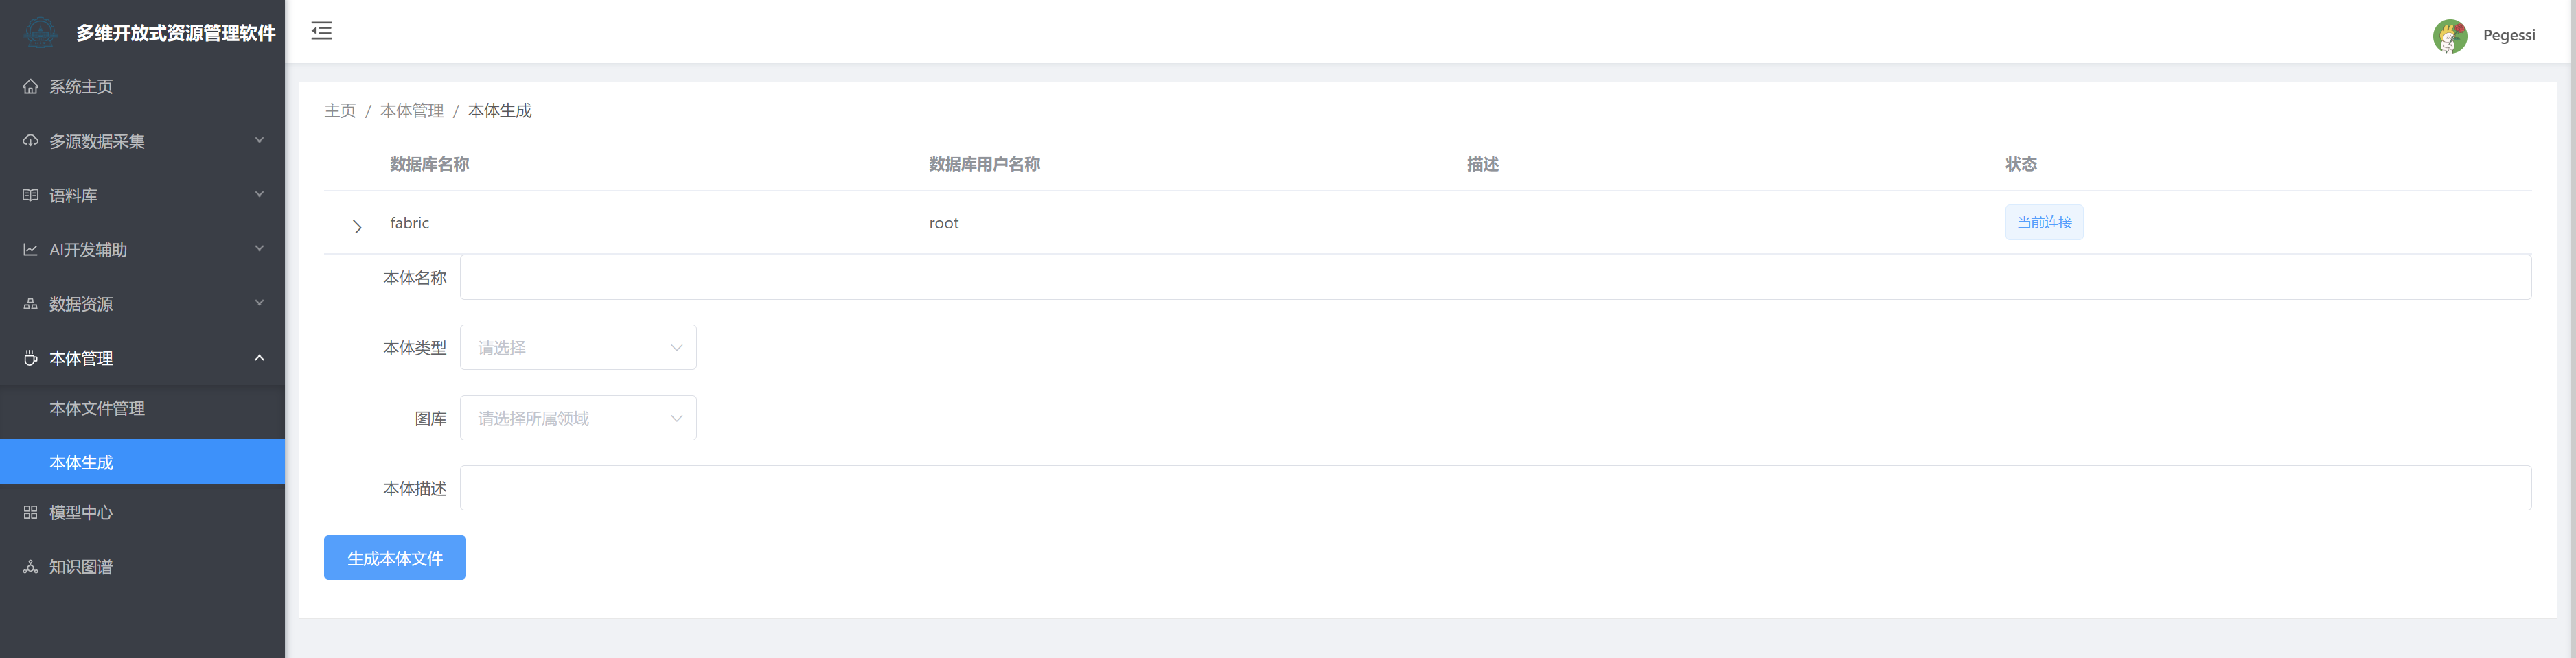 多维开放式资源管理软件
Pegessi
系统主页
多源数据采集
语料库
AI开发辅助
数据资源
本体管理
本体文件管理
本体生成
模型中心
知识图谱
主页 / 本体管理 / 本体生成
数据库名称 数据库用户名称 描述 状态
fabric root 当前连接
本体名称
本体类型 请选择
图库 请选择所属领域
本体描述
生成本体文件